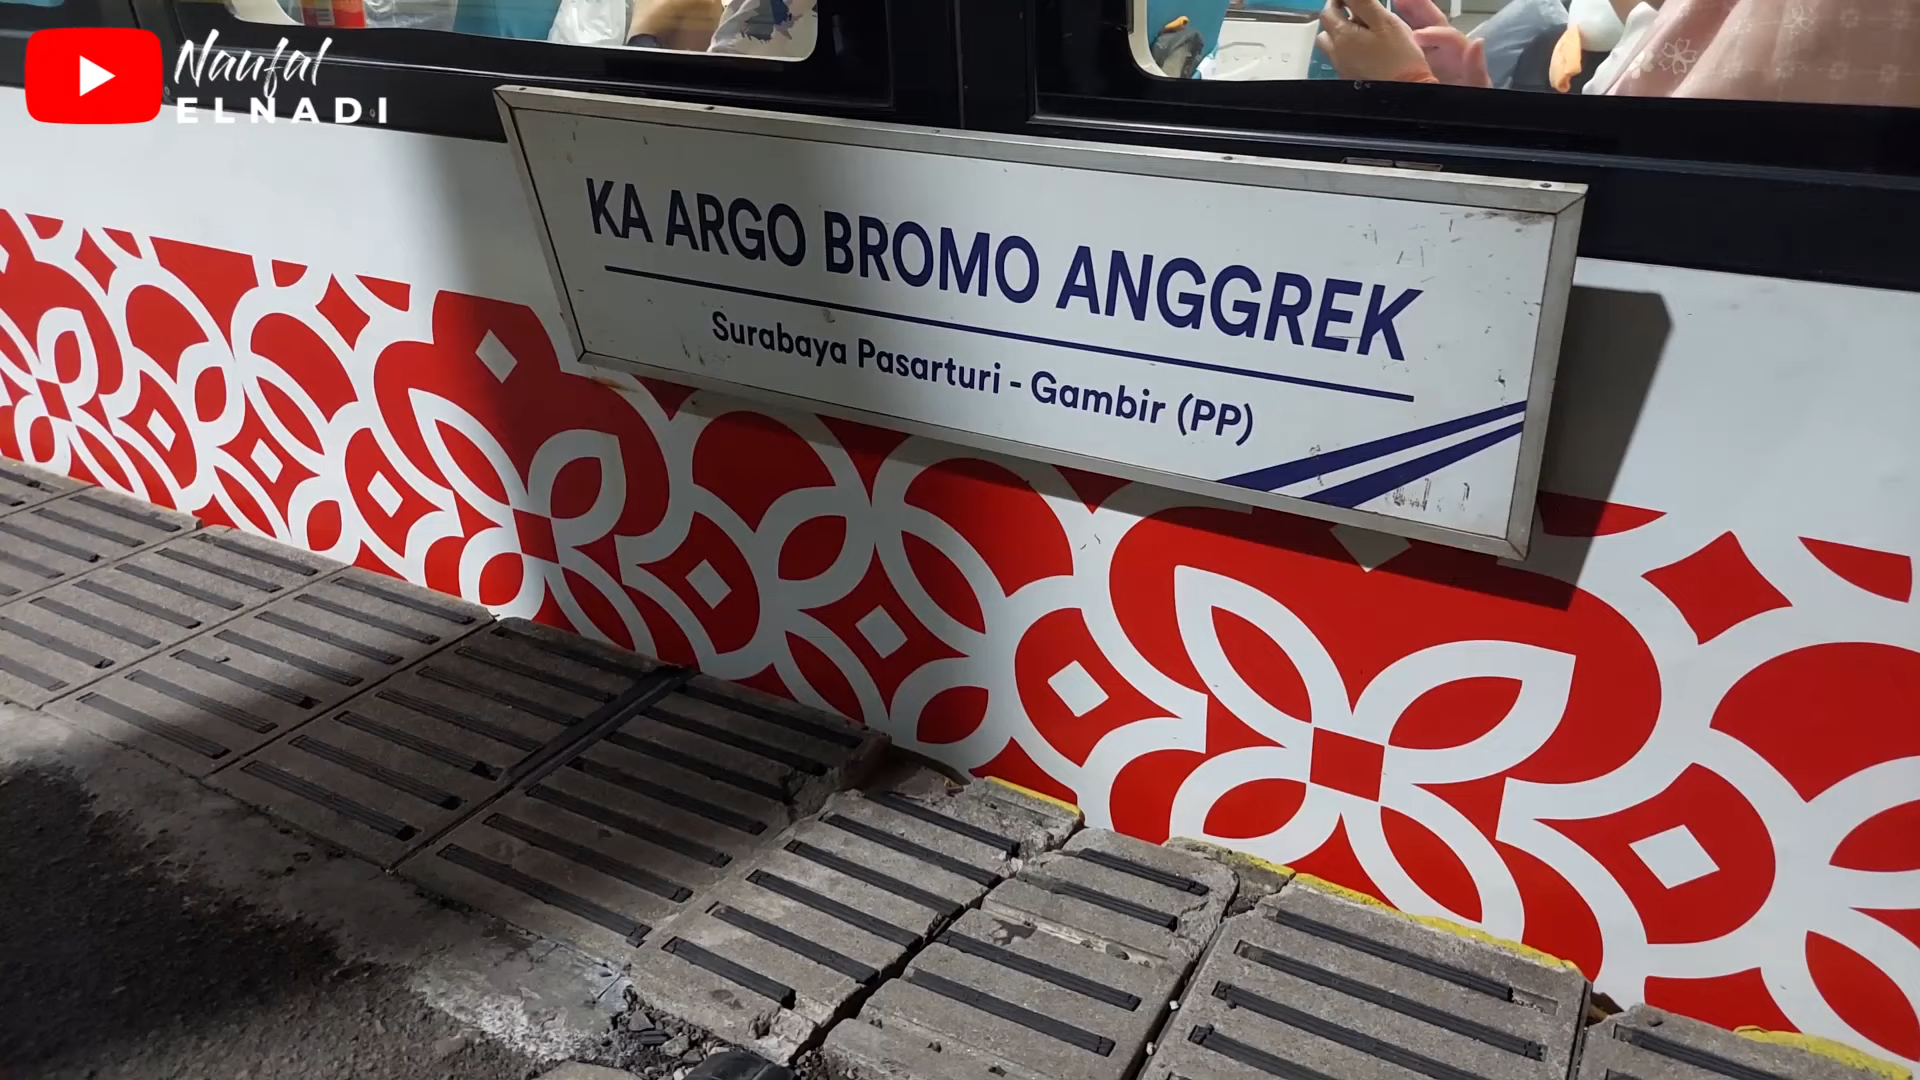 Naufal
ELNADI
KA ARGO BROMO ANGGREK
Surabaya Pasarturi - Gambir (PP)